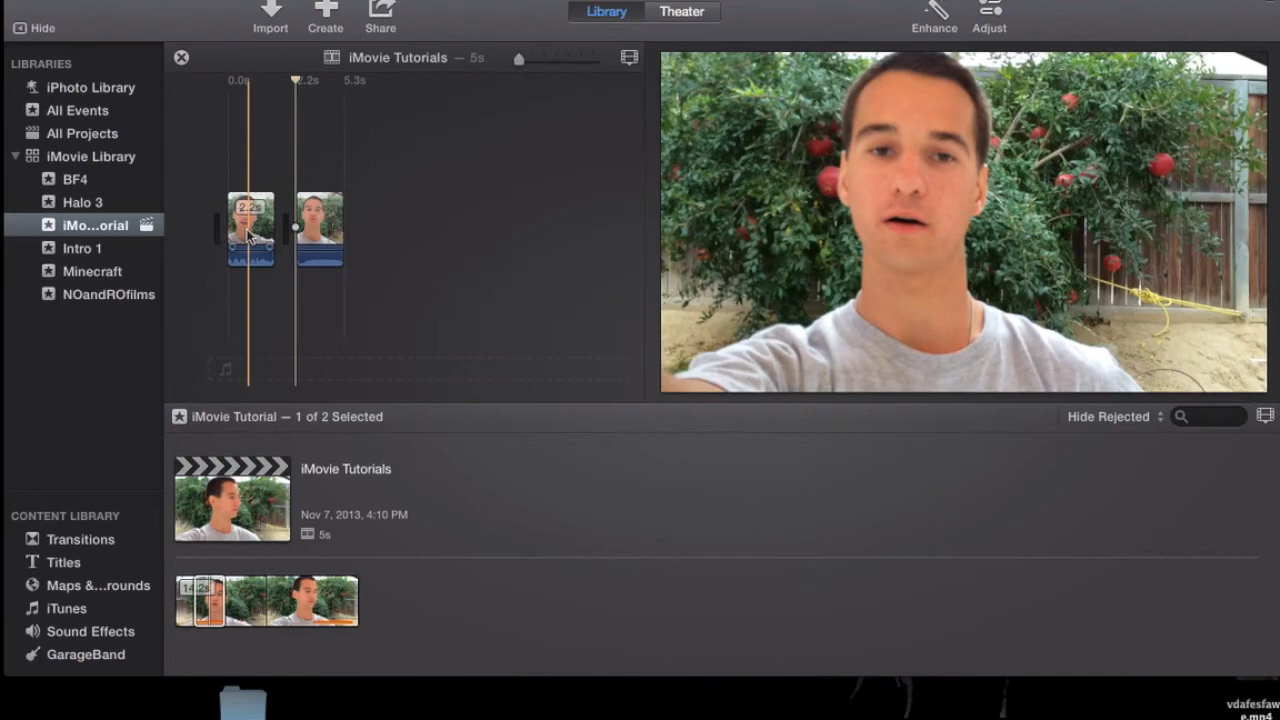 Library
Theater
Hide
Import
Create
Share
Enhance
Adjust
LIBRARIES
iPhoto Library
All Events
All Projects
iMovie Library
BF4
Halo 3
iMo...orial
Intro 1
Minecraft
NOandROfilms
CONTENT LIBRARY
Transitions
Titles
Maps &...rounds
iTunes
Sound Effects
GarageBand
iMovie Tutorials — 5s
0.0s
2.2s
5.3s
2.2s
iMovie Tutorial — 1 of 2 Selected
Hide Rejected
iMovie Tutorials
Nov 7, 2013, 4:10 PM
5s
14.2s
vdafesfaw
e.mp4